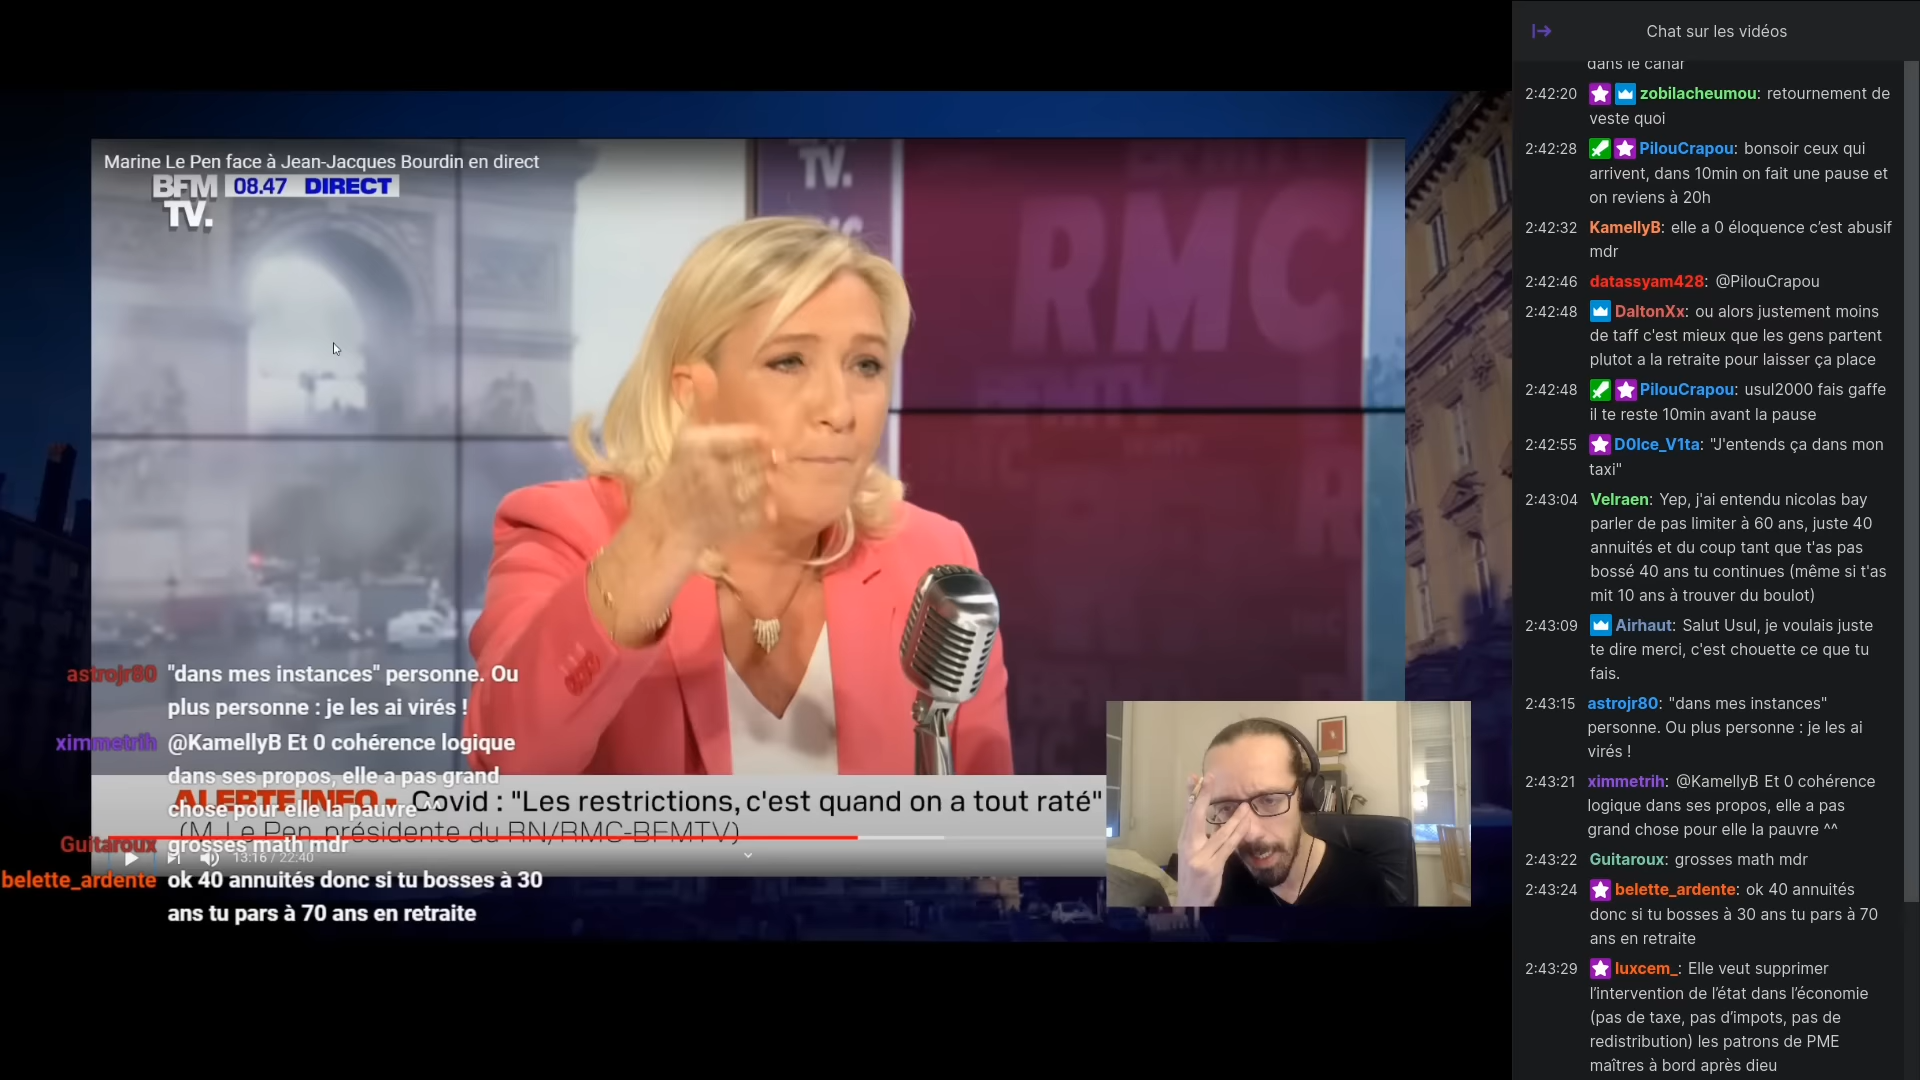 Marine Le Pen face à Jean-Jacques Bourdin en direct
BFM
TV.
08.47 DIRECT
TV.
RMC
astrojr80 "dans mes instances" personne. Ou
plus personne : je les ai virés !
ximmetrih @KamellyB Et 0 cohérence logique
dans ses propos, elle a pas grand
chose pour elle la pauvre ^^
Guitaroux grosses math mdr
belette_ardente ok 40 annuités donc si tu bosses à 30
ans tu pars à 70 ans en retraite
ALERTE INFO - Covid : "Les restrictions, c'est quand on a tout raté"
(M. Le Pen, présidente du RN/RMC-BFMTV)
13:16 / 22:40
Chat sur les vidéos
dans le canar
2:42:20 zobilacheumou: retournement de
veste quoi
2:42:28 PilouCrapou: bonsoir ceux qui
arrivent, dans 10min on fait une pause et
on reviens à 20h
2:42:32 KamellyB: elle a 0 éloquence c’est abusif
mdr
2:42:46 datassyam428: @PilouCrapou
2:42:48 DaltonXx: ou alors justement moins
de taff c'est mieux que les gens partent
plutot a la retraite pour laisser ça place
2:42:48 PilouCrapou: usul2000 fais gaffe
il te reste 10min avant la pause
2:42:55 D0lce_V1ta: "J'entends ça dans mon
taxi"
2:43:04 Velraen: Yep, j'ai entendu nicolas bay
parler de pas limiter à 60 ans, juste 40
annuités et du coup tant que t'as pas
bossé 40 ans tu continues (même si t'as
mit 10 ans à trouver du boulot)
2:43:09 Airhaut: Salut Usul, je voulais juste
te dire merci, c'est chouette ce que tu
fais.
2:43:15 astrojr80: "dans mes instances"
personne. Ou plus personne : je les ai
virés !
2:43:21 ximmetrih: @KamellyB Et 0 cohérence
logique dans ses propos, elle a pas
grand chose pour elle la pauvre ^^
2:43:22 Guitaroux: grosses math mdr
2:43:24 belette_ardente: ok 40 annuités
donc si tu bosses à 30 ans tu pars à 70
ans en retraite
2:43:29 luxcem_: Elle veut supprimer
l’intervention de l’état dans l’économie
(pas de taxe, pas d’impots, pas de
redistribution) les patrons de PME
maîtres à bord après dieu